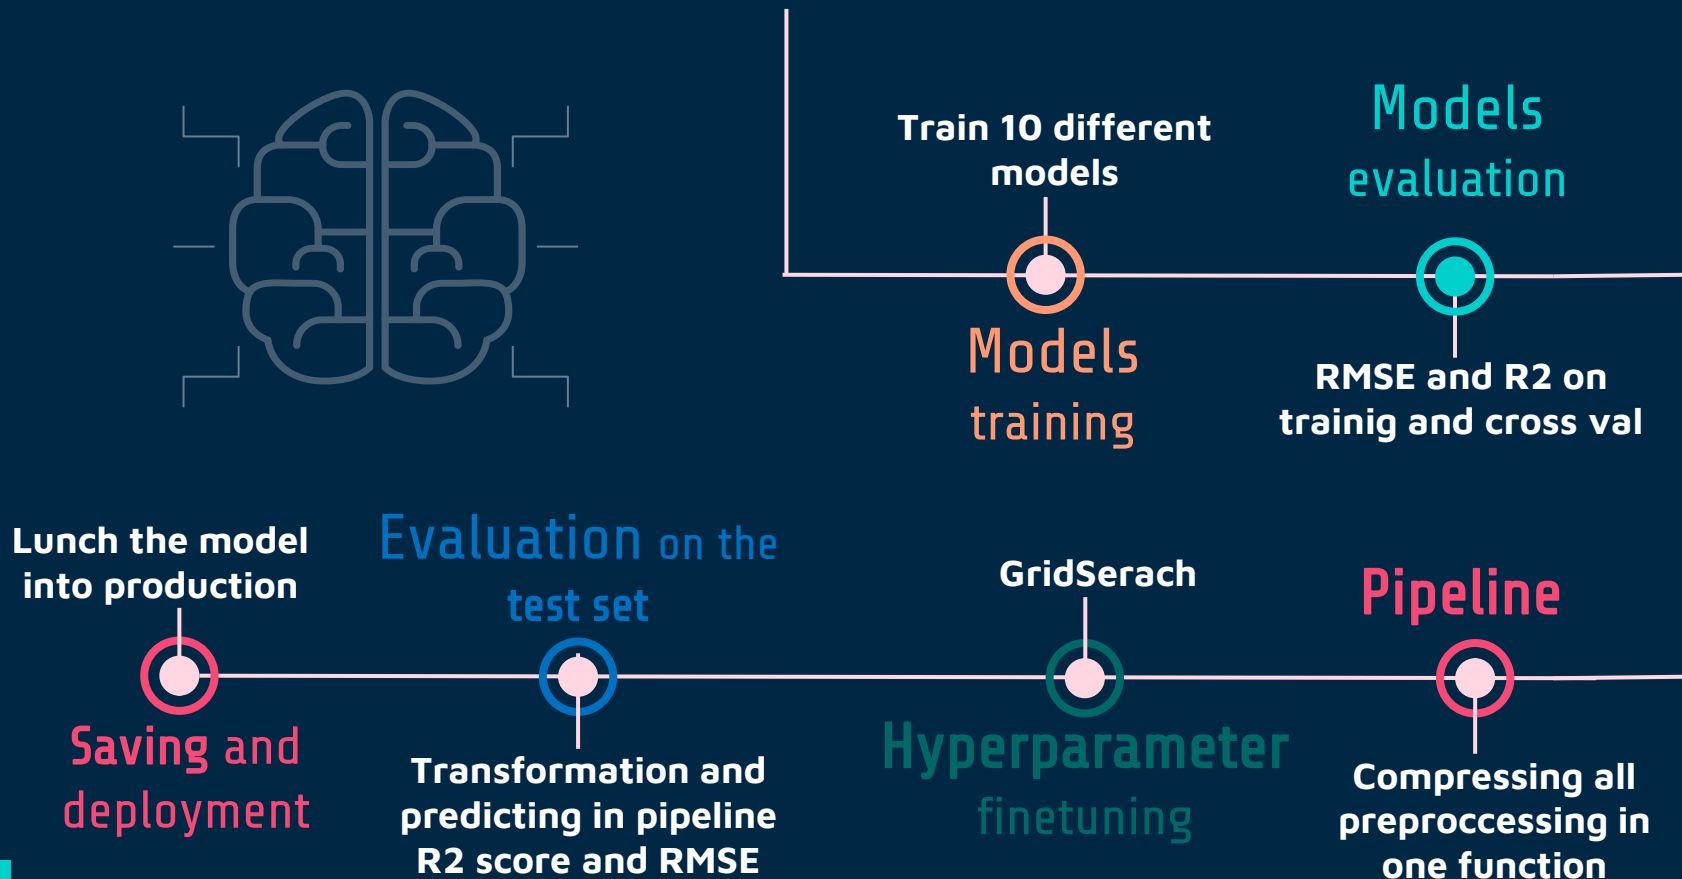 Train 10 different
models
Models
training
Models
evaluation
RMSE and R2 on
trainig and cross val
Lunch the model
into production
Saving and
deployment
Evaluation on the
test set
Transformation and
predicting in pipeline
R2 score and RMSE
GridSerach
Hyperparameter
finetuning
Pipeline
Compressing all
preproccessing in
one function